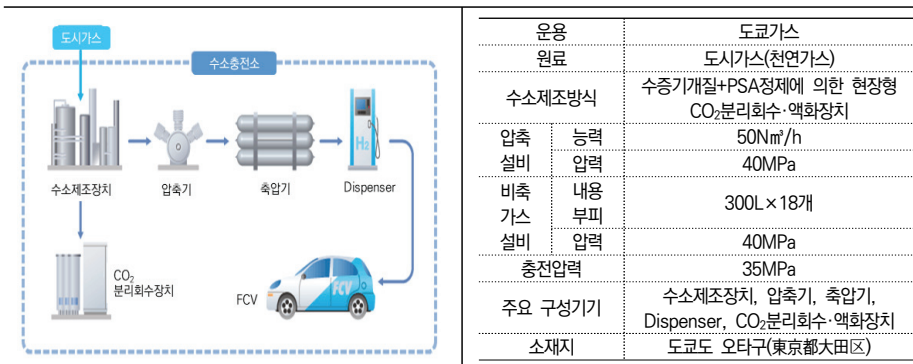 도시가스
수소충전소
H2
수소제조장치
압축기
축압기
Dispenser
CO₂
분리회수장치
FCV
FCV
운용 도쿄가스
원료 도시가스(천연가스)
수소제조방식 수증기개질+PSA정제에 의한 현장형
CO₂분리회수·액화장치
압축 능력 50N㎥/h
설비 압력 40MPa
비축 내용 300L×18개
가스 부피
설비 압력 40MPa
충전압력 35MPa
주요 구성기기 수소제조장치, 압축기, 축압기,
Dispenser, CO₂분리회수·액화장치
소재지 도쿄도 오타구(東京都大田区)